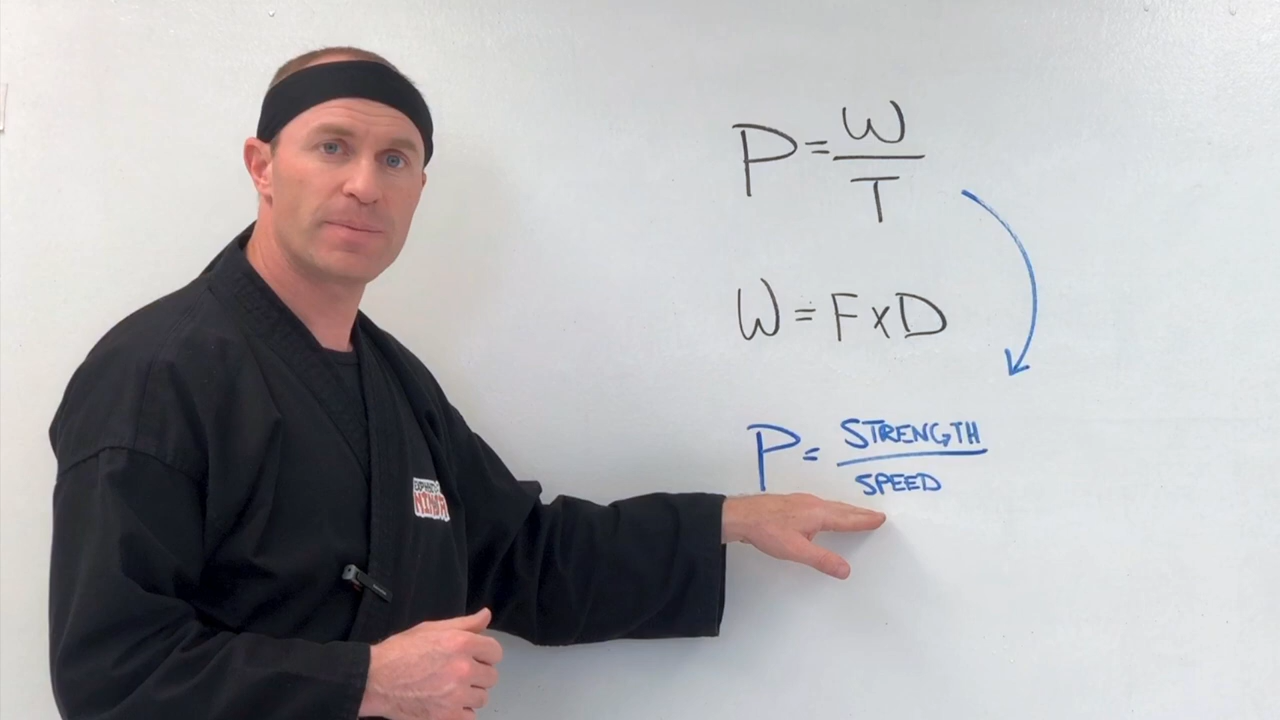 P = W / T
W = F x D
P = STRENGTH / SPEED
NINJA